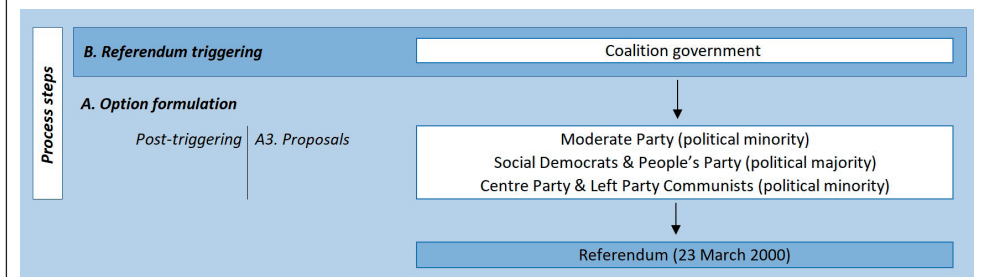 Process steps
B. Referendum triggering
Coalition government
A. Option formulation
Post-triggering
A3. Proposals
Moderate Party (political minority)
Social Democrats & People's Party (political majority)
Centre Party & Left Party Communists (political minority)
Referendum (23 March 2000)